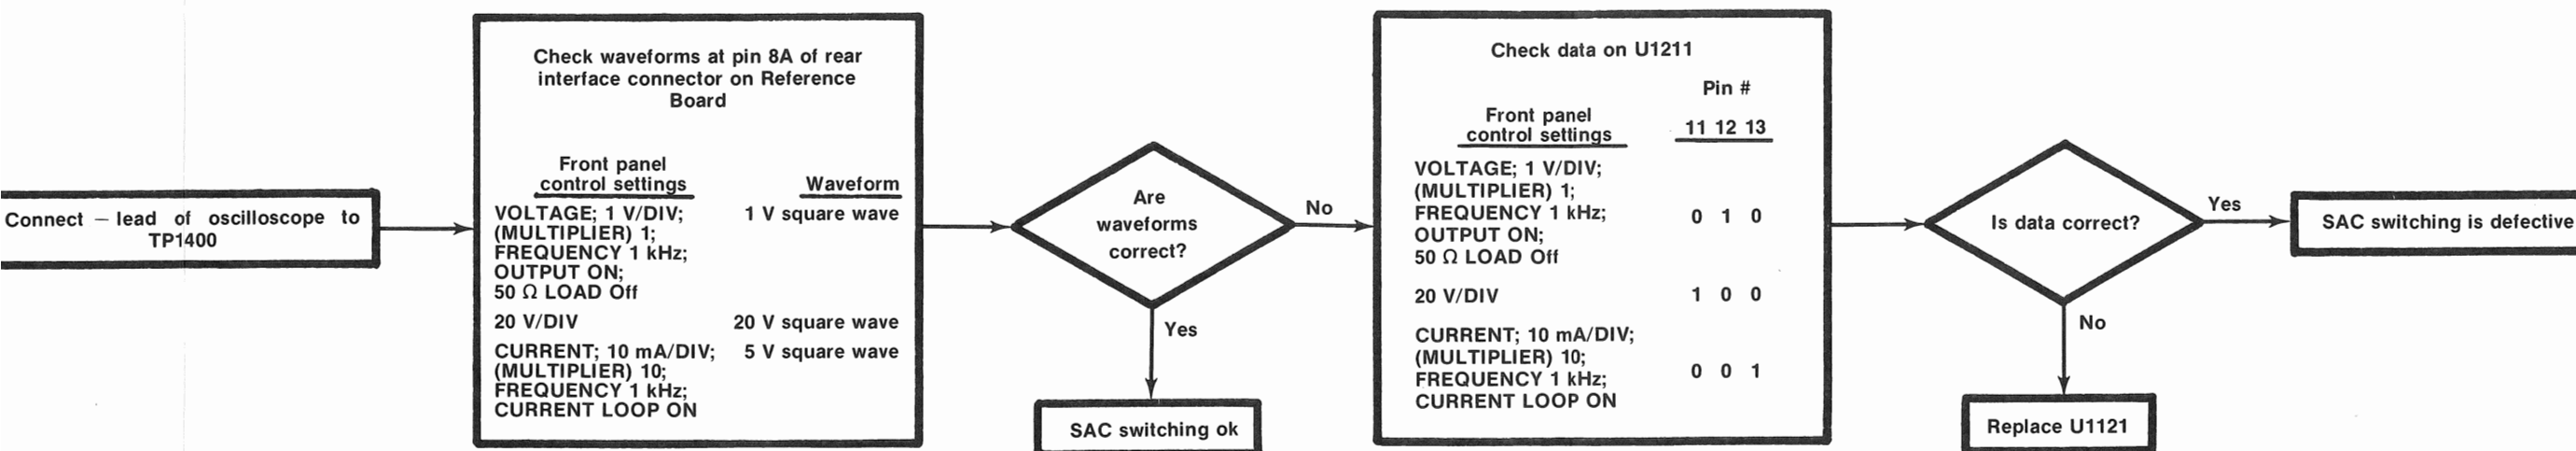 Connect — lead of oscilloscope to
TP1400
Check waveforms at pin 8A of rear
interface connector on Reference
Board
Front panel
control settings Waveform
VOLTAGE; 1 V/DIV; 1 V square wave
(MULTIPLIER) 1;
FREQUENCY 1 kHz;
OUTPUT ON;
50 Ω LOAD Off
20 V/DIV 20 V square wave
CURRENT; 10 mA/DIV; 5 V square wave
(MULTIPLIER) 10;
FREQUENCY 1 kHz;
CURRENT LOOP ON
Are
waveforms
correct?
No
Yes
SAC switching ok
Check data on U1211
Pin #
Front panel
control settings 11 12 13
VOLTAGE; 1 V/DIV;
(MULTIPLIER) 1;
FREQUENCY 1 kHz; 0 1 0
OUTPUT ON;
50 Ω LOAD Off
20 V/DIV 1 0 0
CURRENT; 10 mA/DIV;
(MULTIPLIER) 10;
FREQUENCY 1 kHz; 0 0 1
CURRENT LOOP ON
Is data correct?
Yes
SAC switching is defective
No
Replace U1121